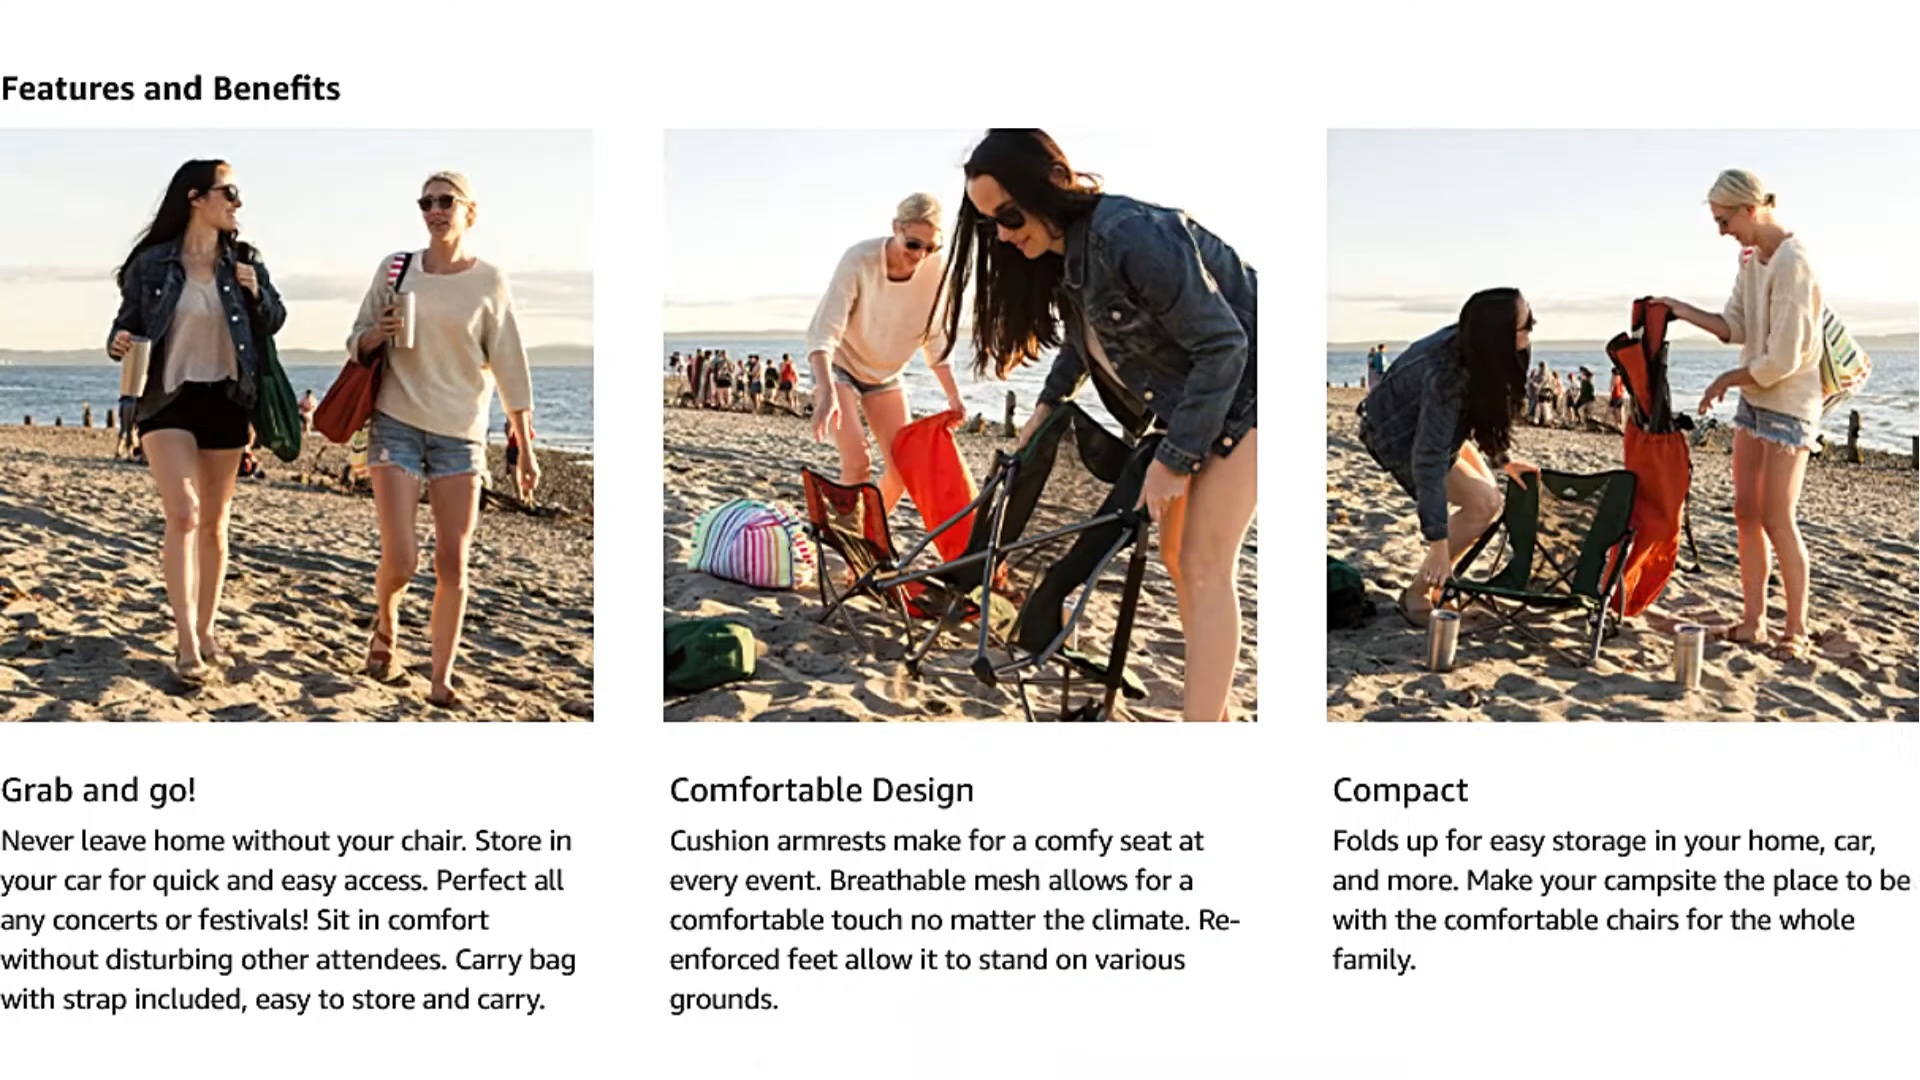 Features and Benefits
Grab and go!
Never leave home without your chair. Store in
your car for quick and easy access. Perfect all
any concerts or festivals! Sit in comfort
without disturbing other attendees. Carry bag
with strap included, easy to store and carry.
Comfortable Design
Cushion armrests make for a comfy seat at
every event. Breathable mesh allows for a
comfortable touch no matter the climate. Re-
enforced feet allow it to stand on various
grounds.
Compact
Folds up for easy storage in your home, car,
and more. Make your campsite the place to be
with the comfortable chairs for the whole
family.